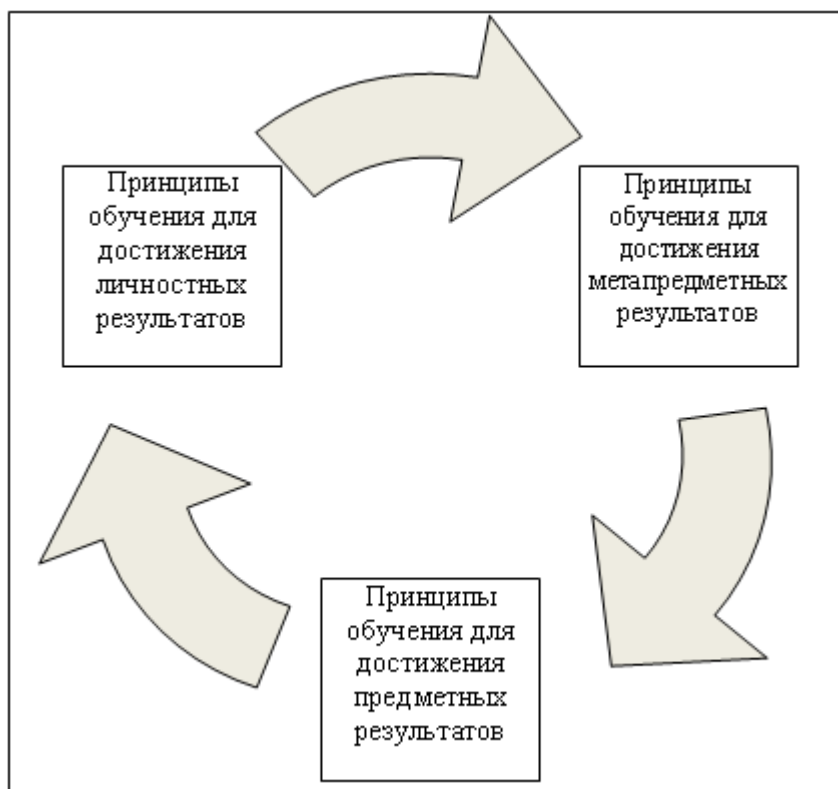 Принципы
обучения для
достижения
личностных
результатов
Принципы
обучения для
достижения
метапредметных
результатов
Принципы
обучения для
достижения
предметных
результатов